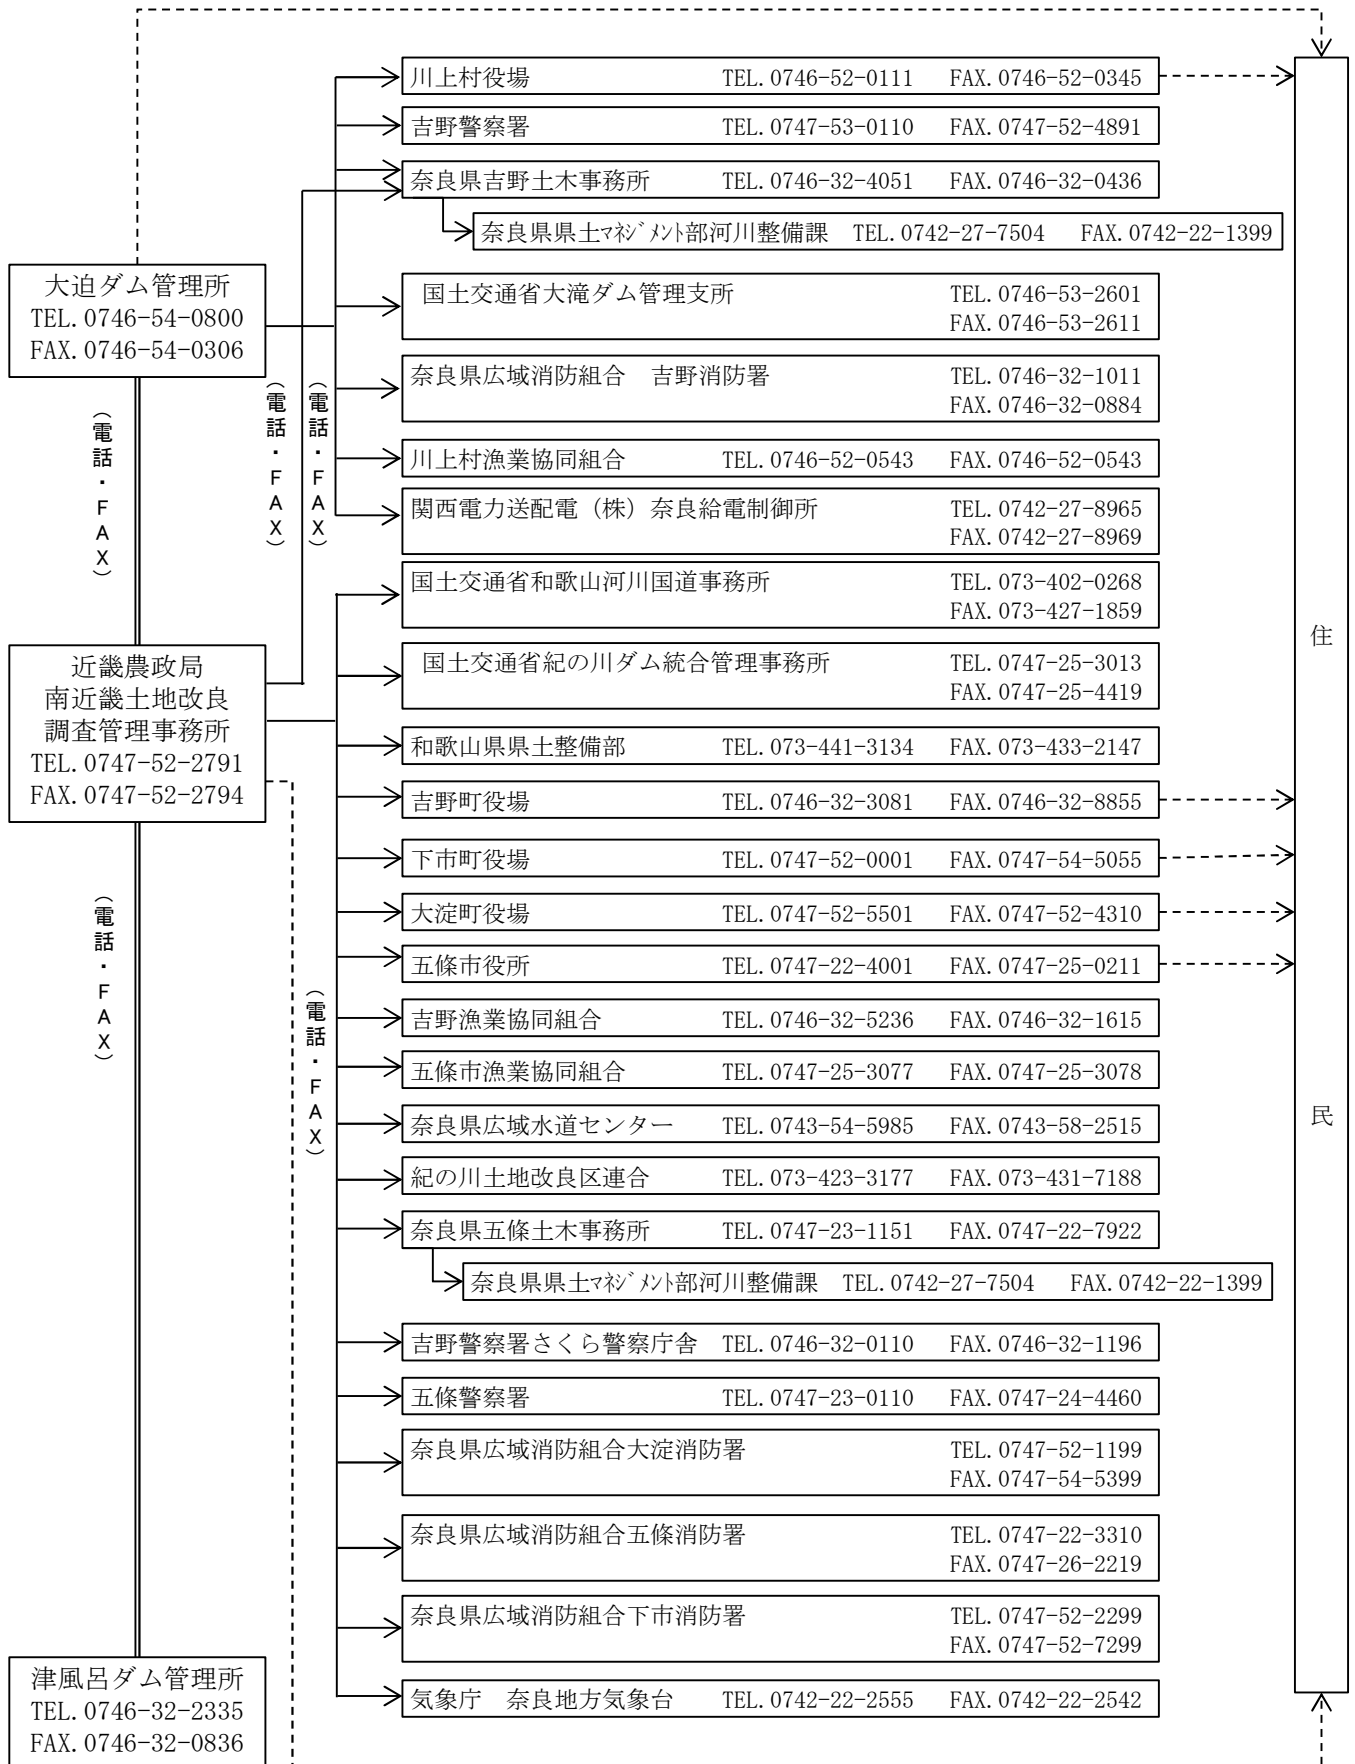 川上村役場 TEL.0746-52-0111 FAX.0746-52-0345
吉野警察署 TEL.0747-53-0110 FAX.0747-52-4891
奈良県吉野土木事務所 TEL.0746-32-4051 FAX.0746-32-0436
奈良県県土ﾏﾈｼﾞﾒﾝﾄ部河川整備課 TEL.0742-27-7504 FAX.0742-22-1399
大迫ダム管理所
TEL.0746-54-0800
FAX.0746-54-0306
国土交通省大滝ダム管理支所 TEL.0746-53-2601
FAX.0746-53-2611
奈良県広域消防組合 吉野消防署 TEL.0746-32-1011
FAX.0746-32-0884
(電話・FAX)
(電話・FAX)
(電話・FAX)
川上村漁業協同組合 TEL.0746-52-0543 FAX.0746-52-0543
関西電力送配電（株）奈良給電制御所 TEL.0742-27-8965
FAX.0742-27-8969
国土交通省和歌山河川国道事務所 TEL.073-402-0268
FAX.073-427-1859
住民
近畿農政局
南近畿土地改良
調査管理事務所
TEL.0747-52-2791
FAX.0747-52-2794
国土交通省紀の川ダム統合管理事務所 TEL.0747-25-3013
FAX.0747-25-4419
和歌山県県土整備部 TEL.073-441-3134 FAX.073-433-2147
吉野町役場 TEL.0746-32-3081 FAX.0746-32-8855
下市町役場 TEL.0747-52-0001 FAX.0747-54-5055
(電話・FAX)
大淀町役場 TEL.0747-52-5501 FAX.0747-52-4310
五條市役所 TEL.0747-22-4001 FAX.0747-25-0211
(電話・FAX)
吉野漁業協同組合 TEL.0746-32-5236 FAX.0746-32-1615
五條市漁業協同組合 TEL.0747-25-3077 FAX.0747-25-3078
奈良県広域水道センター TEL.0743-54-5985 FAX.0743-58-2515
紀の川土地改良区連合 TEL.073-423-3177 FAX.073-431-7188
奈良県五條土木事務所 TEL.0747-23-1151 FAX.0747-22-7922
奈良県県土ﾏﾈｼﾞﾒﾝﾄ部河川整備課 TEL.0742-27-7504 FAX.0742-22-1399
吉野警察署さくら警察庁舎 TEL.0746-32-0110 FAX.0746-32-1196
五條警察署 TEL.0747-23-0110 FAX.0747-24-4460
奈良県広域消防組合大淀消防署 TEL.0747-52-1199
FAX.0747-54-5399
奈良県広域消防組合五條消防署 TEL.0747-22-3310
FAX.0747-26-2219
奈良県広域消防組合下市消防署 TEL.0747-52-2299
FAX.0747-52-7299
津風呂ダム管理所
TEL.0746-32-2335
FAX.0746-32-0836
気象庁 奈良地方気象台 TEL.0742-22-2555 FAX.0742-22-2542